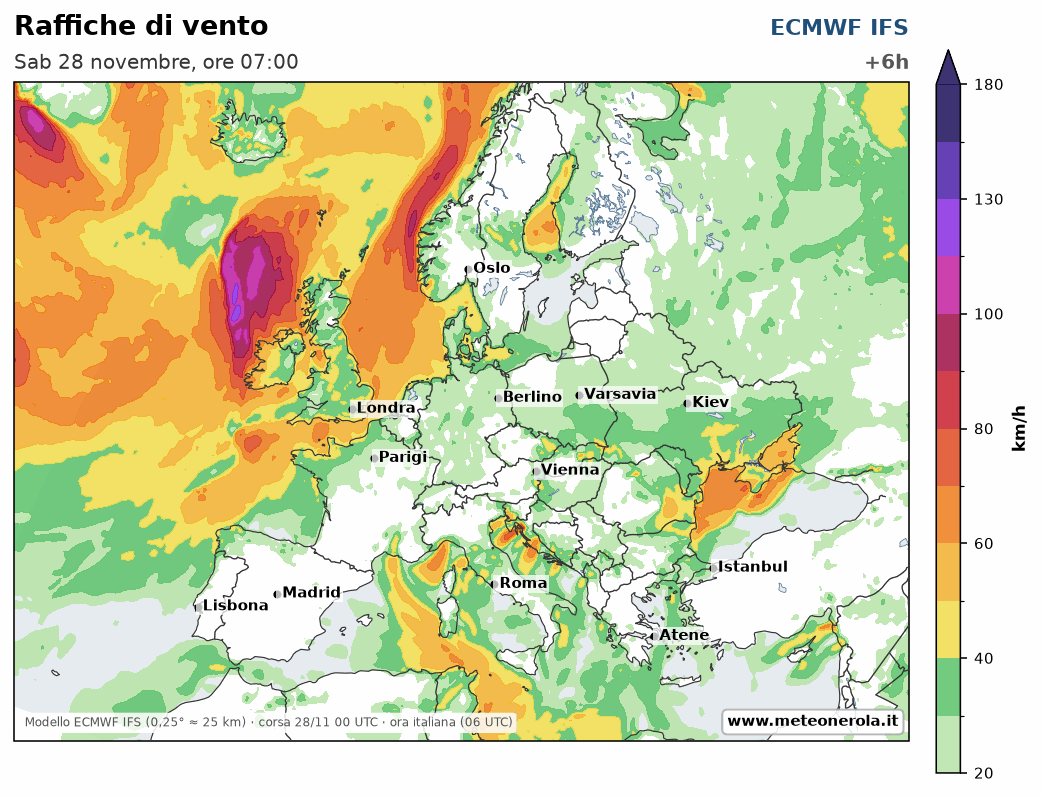 Raffiche di vento
ECMWF IFS
Sab 28 novembre, ore 07:00
+6h
180
130
100
80
60
40
20
km/h
Oslo
Londra
Berlino
Varsavia
Kiev
Parigi
Vienna
Istanbul
Roma
Madrid
Lisbona
Atene
Modello ECMWF IFS (0,25° ≈ 25 km) · corsa 28/11 00 UTC · ora italiana (06 UTC)
www.meteonerola.it